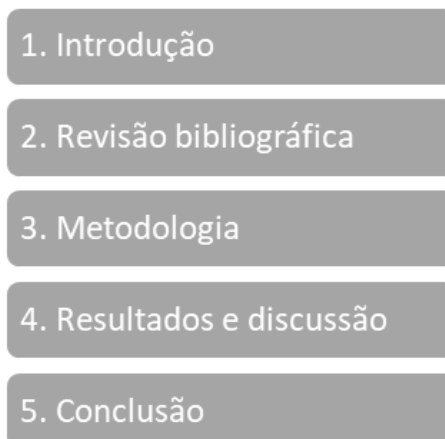 1. Introdução
2. Revisão bibliográfica
3. Metodologia
4. Resultados e discussão
5. Conclusão